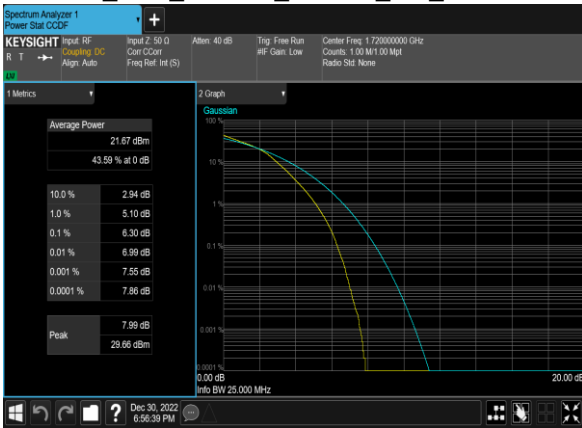 Spectrum Analyzer 1
Power Stat CCDF
KEYSIGHT
R T
LXI
Input: RF
Coupling: DC
Align: Auto
Input Z: 50 Ω
Corr CCorr
Freq Ref: Int (S)
Atten: 40 dB
Trig: Free Run
#IF Gain: Low
Center Freq: 1.720000000 GHz
Counts: 1.00 M/1.00 Mpt
Radio Std: None
1 Metrics
Average Power
21.67 dBm
43.59 % at 0 dB
10.0 % 2.94 dB
1.0 % 5.10 dB
0.1 % 6.30 dB
0.01 % 6.99 dB
0.001 % 7.55 dB
0.0001 % 7.86 dB
Peak 7.99 dB
29.66 dBm
2 Graph
Gaussian
100 %
10 %
1 %
0.1 %
0.01 %
0.001 %
0.0001 %
0.00 dB 20.00 dB
Info BW 25.000 MHz
?
Dec 30, 2022
6:56:39 PM